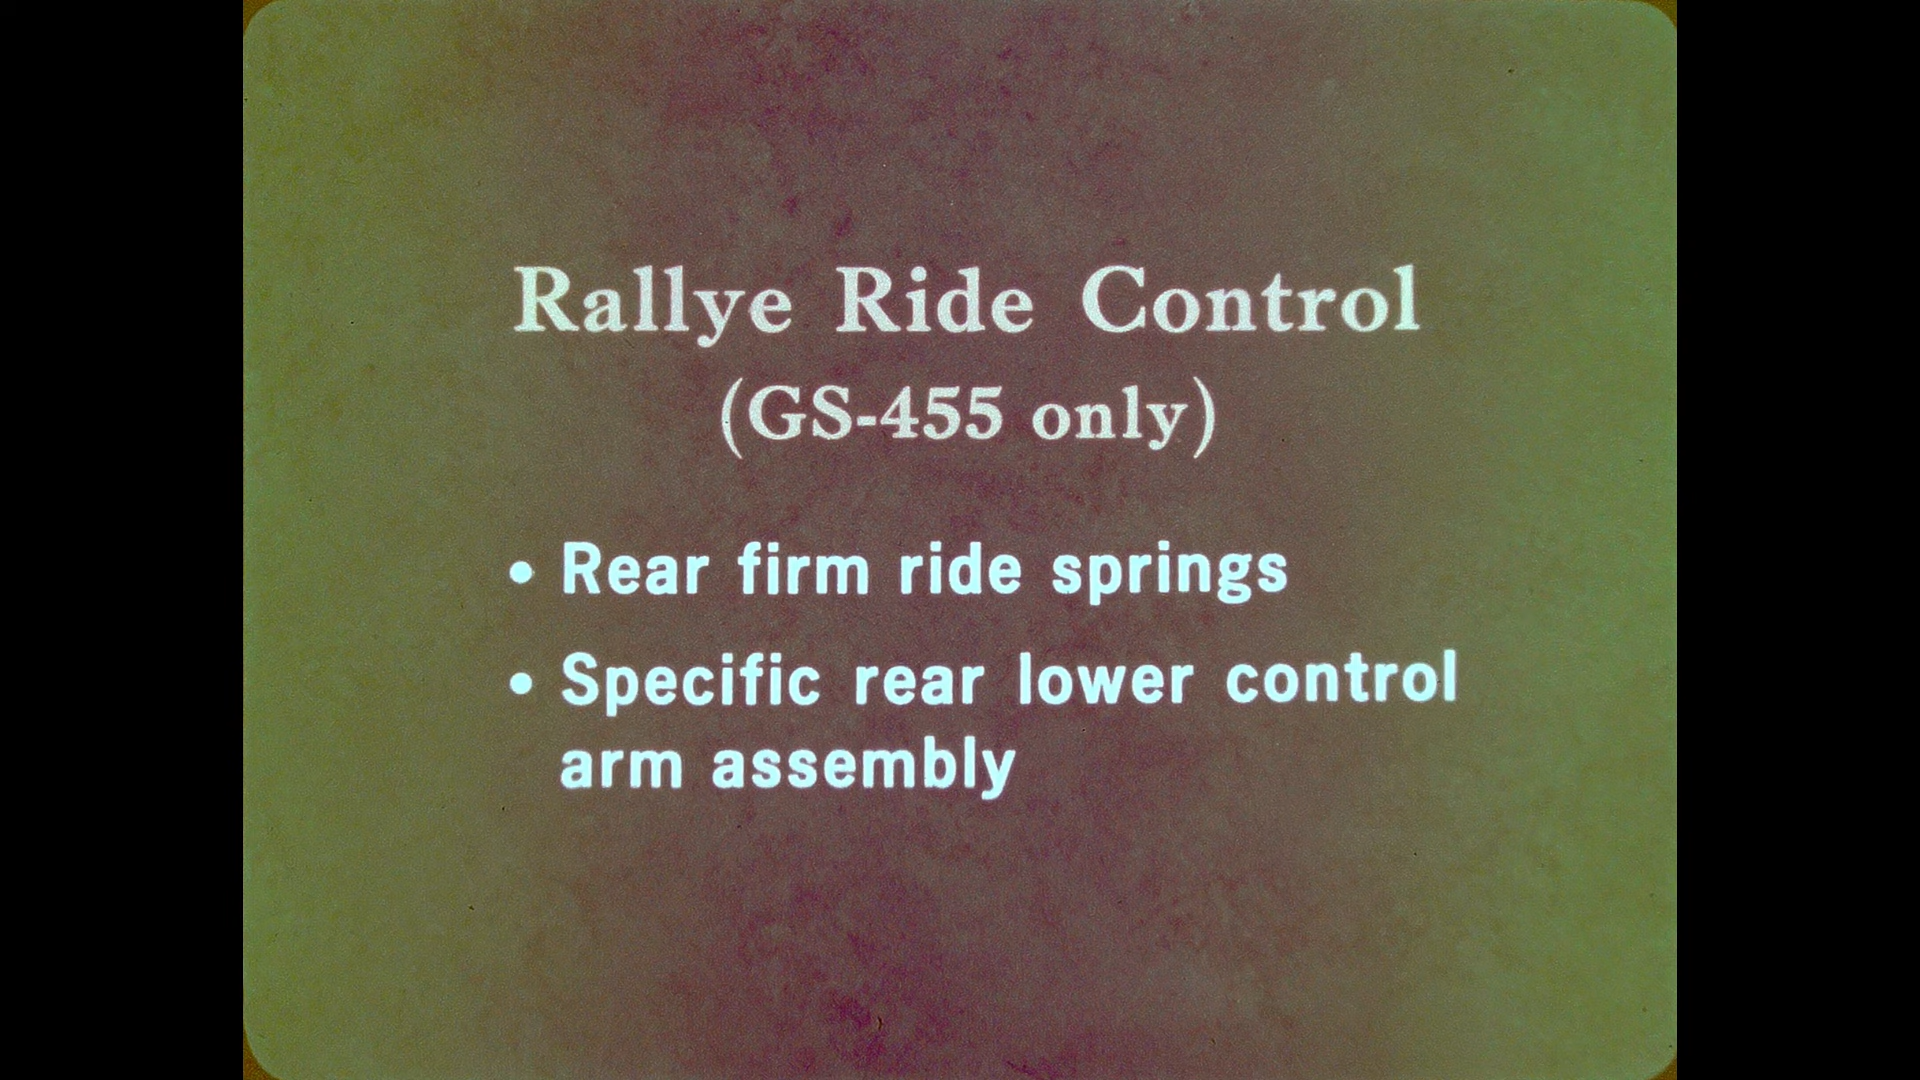 Rallye Ride Control
(GS-455 only)
• Rear firm ride springs
• Specific rear lower control
arm assembly